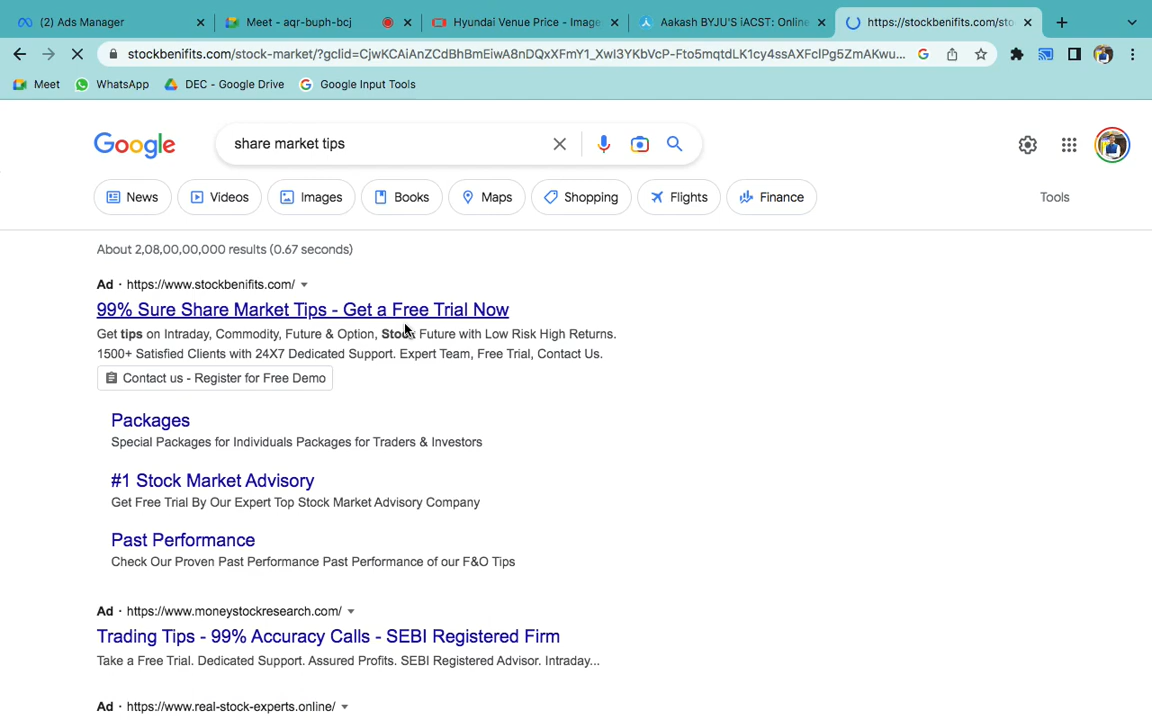 (2) Ads Manager
Meet - aqr-buph-bcj
Hyundai Venue Price - Image
Aakash BYJU'S iACST: Online
https://stockbenifits.com/sto
stockbenifits.com/stock-market/?gclid=CjwKCAiAnZCdBhBmEiwA8nDQxXFmY1_XwI3YKbVcP-Fto5mqtdLK1cy4ssAXFcIPg5ZmAKwu...
Meet
WhatsApp
DEC - Google Drive
Google Input Tools
Google
share market tips
News
Videos
Images
Books
Maps
Shopping
Flights
Finance
Tools
About 2,08,00,00,000 results (0.67 seconds)
Ad · https://www.stockbenifits.com/
99% Sure Share Market Tips - Get a Free Trial Now
Get tips on Intraday, Commodity, Future & Option, Stock Future with Low Risk High Returns.
1500+ Satisfied Clients with 24X7 Dedicated Support. Expert Team, Free Trial, Contact Us.
Contact us - Register for Free Demo
Packages
Special Packages for Individuals Packages for Traders & Investors
#1 Stock Market Advisory
Get Free Trial By Our Expert Top Stock Market Advisory Company
Past Performance
Check Our Proven Past Performance Past Performance of our F&O Tips
Ad · https://www.moneystockresearch.com/
Trading Tips - 99% Accuracy Calls - SEBI Registered Firm
Take a Free Trial. Dedicated Support. Assured Profits. SEBI Registered Advisor. Intraday...
Ad · https://www.real-stock-experts.online/